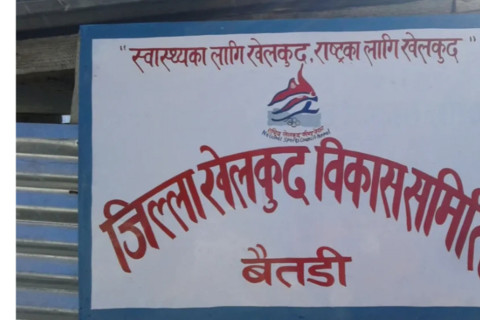 "स्वास्थ्यका लागि खेलकुद, राष्ट्रका लागि खेलकुद"
जिल्ला खेलकुद विकास समिति
बैतडी